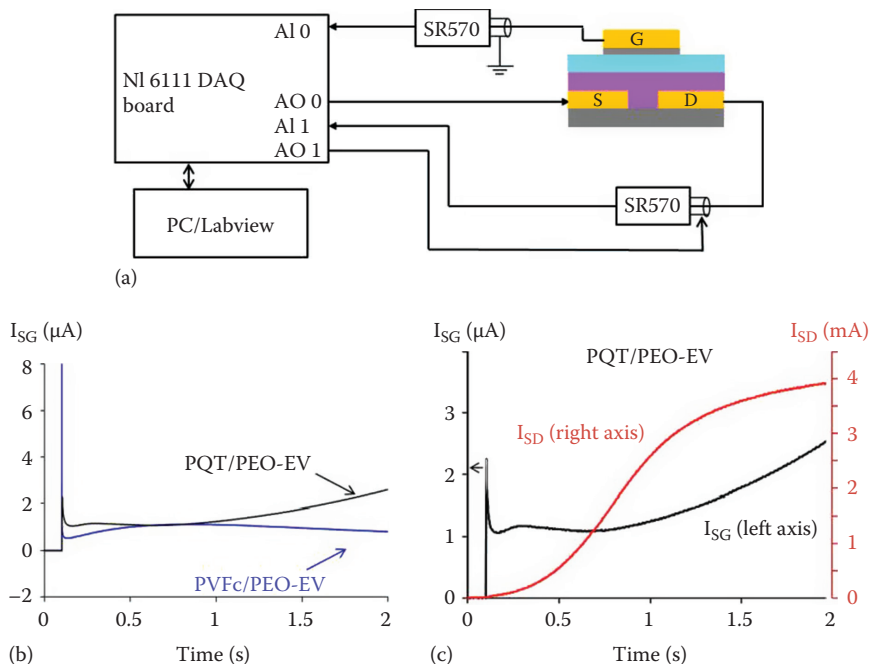 AI 0
SR570
G
NI 6111 DAQ
board
AO 0
S
D
AI 1
AO 1
SR570
PC/Labview
(a)
I_SG (μA)
8
6
4
2
0
−2
PQT/PEO-EV
PVFc/PEO-EV
0
0.5
1
1.5
2
(b)
Time (s)
I_SG (μA)
I_SD (mA)
PQT/PEO-EV
3
2
1
0
4
3
2
1
0
I_SD (right axis)
I_SG (left axis)
0
0.5
1
1.5
2
(c)
Time (s)